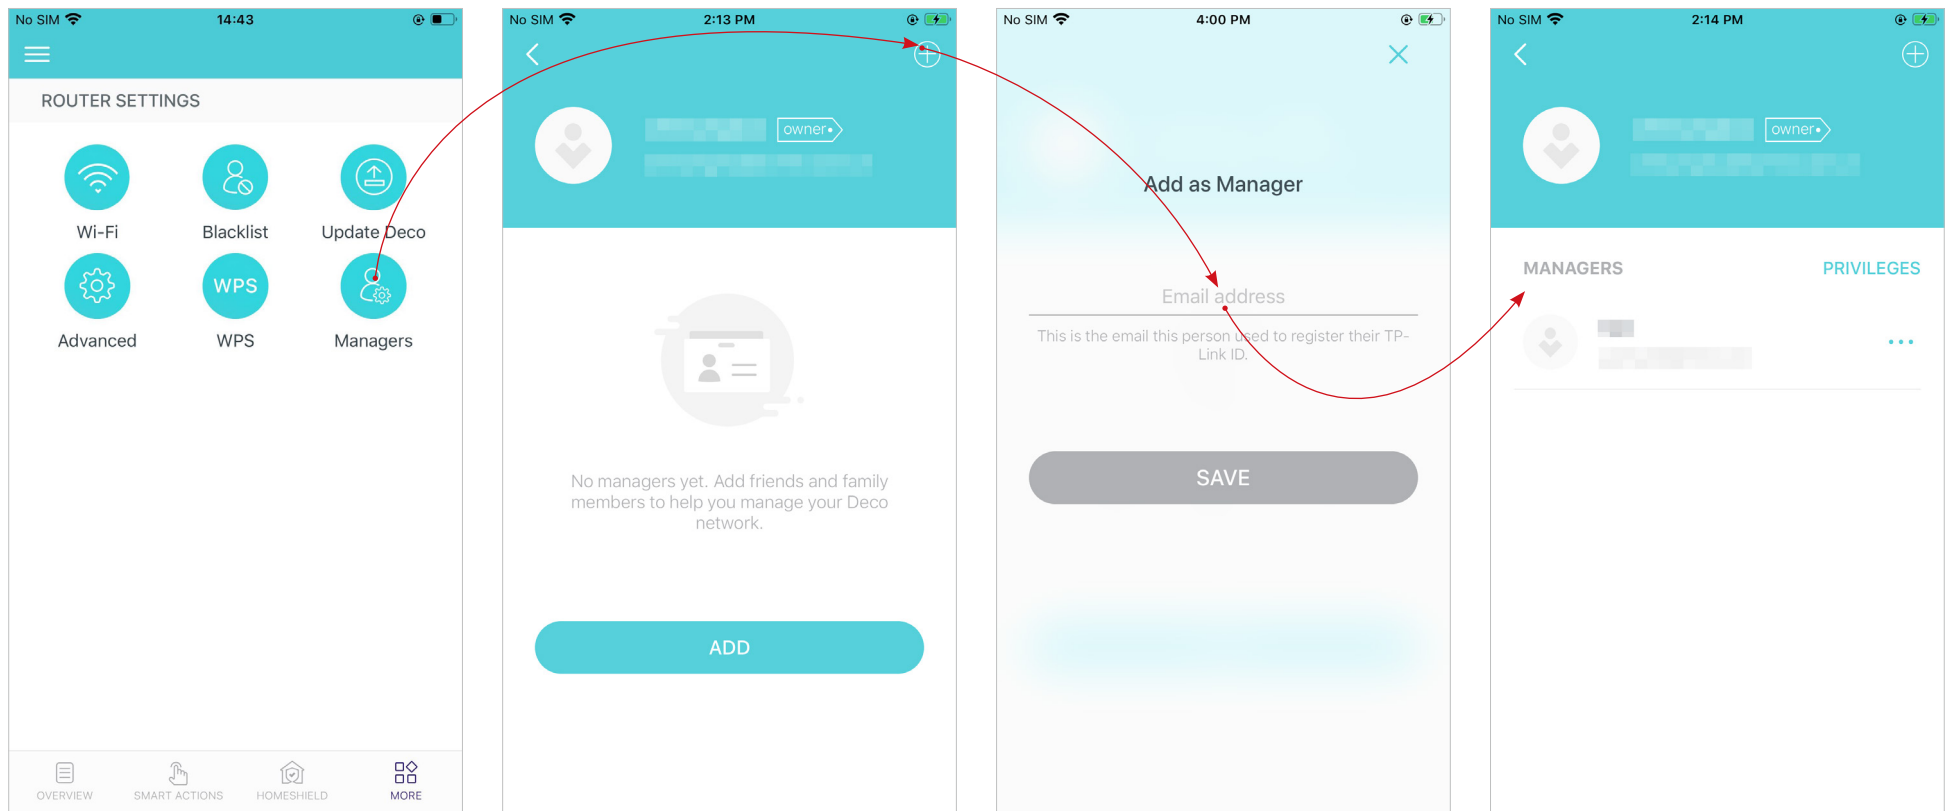 No SIM
14:43
ROUTER SETTINGS
Wi-Fi
Blacklist
Update Deco
WPS
Advanced
WPS
Managers
OVERVIEW
SMART ACTIONS
HOMESHIELD
MORE
No SIM
2:13 PM
owner
No managers yet. Add friends and family
members to help you manage your Deco
network.
ADD
No SIM
4:00 PM
Add as Manager
Email address
This is the email this person used to register their TP-
Link ID.
SAVE
No SIM
2:14 PM
owner
MANAGERS
PRIVILEGES